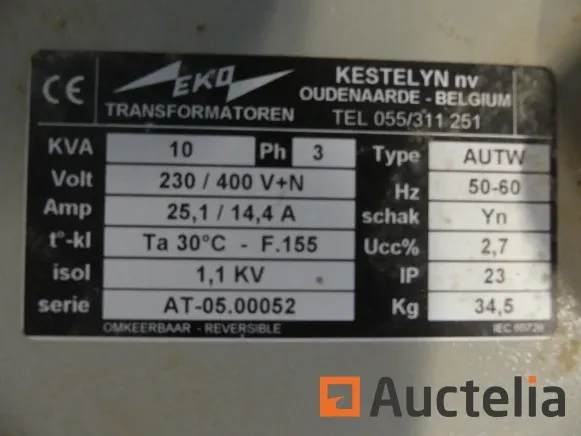 CE EKO KESTELYN nv
TRANSFORMATOREN OUDENAARDE - BELGIUM
TEL 055/311 251
KVA 10 Ph 3 Type AUTW
Volt 230 / 400 V+N Hz 50-60
Amp 25,1 / 14,4 A schak Yn
t°-kl Ta 30°C - F.155 Ucc% 2,7
isol 1,1 KV IP 23
serie AT-05.00052 Kg 34,5
OMKEERBAAR - REVERSIBLE IEC 60726
Auctelia